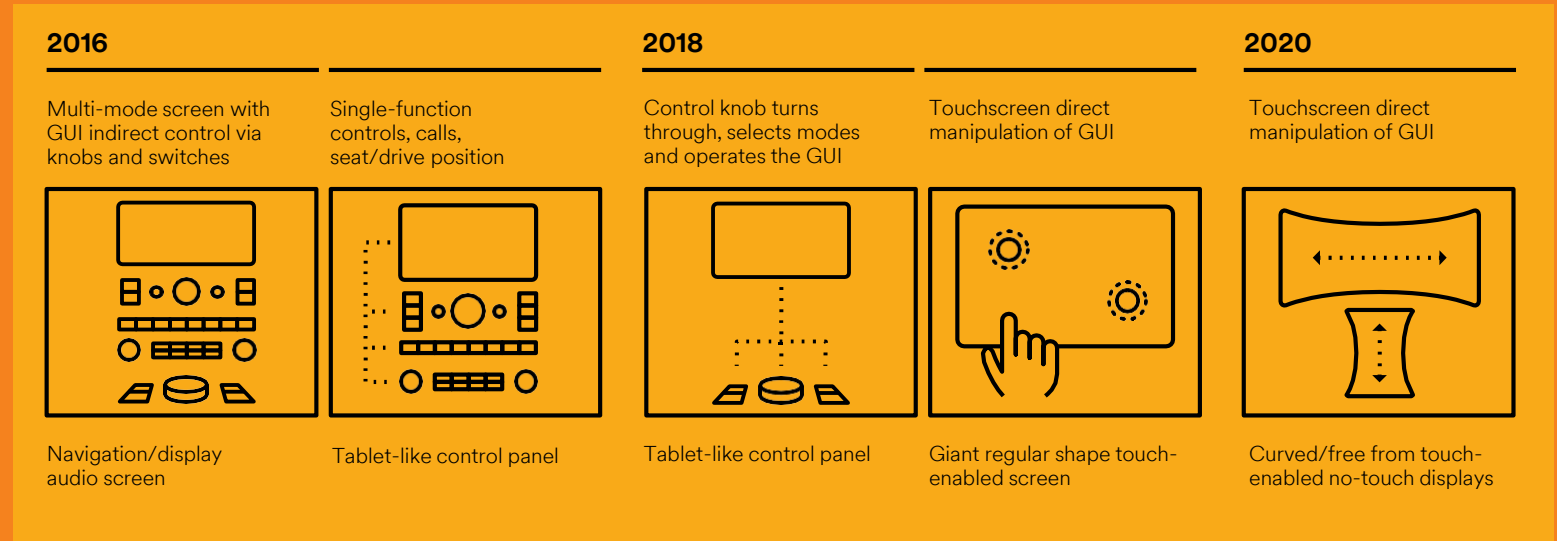 2016
Multi-mode screen with
GUI indirect control via
knobs and switches
Navigation/display
audio screen
Single-function
controls, calls,
seat/drive position
Tablet-like control panel
2018
Control knob turns
through, selects modes
and operates the GUI
Tablet-like control panel
Touchscreen direct
manipulation of GUI
Giant regular shape touch-
enabled screen
2020
Touchscreen direct
manipulation of GUI
Curved/free from touch-
enabled no-touch displays